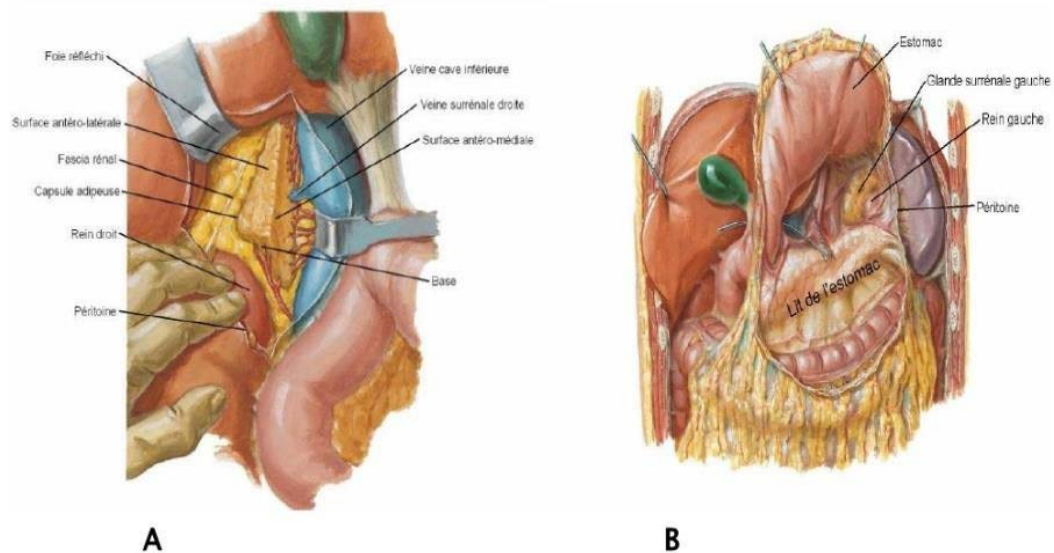 Foie réfléchi
Surface antéro-latérale
Fascia rénal
Capsule adipeuse
Rein droit
Péritoine
Veine cave inférieure
Veine surrénale droite
Surface antéro-médiale
Base
A
Estomac
Glande surrénale gauche
Rein gauche
Péritoine
Lit de l'estomac
B